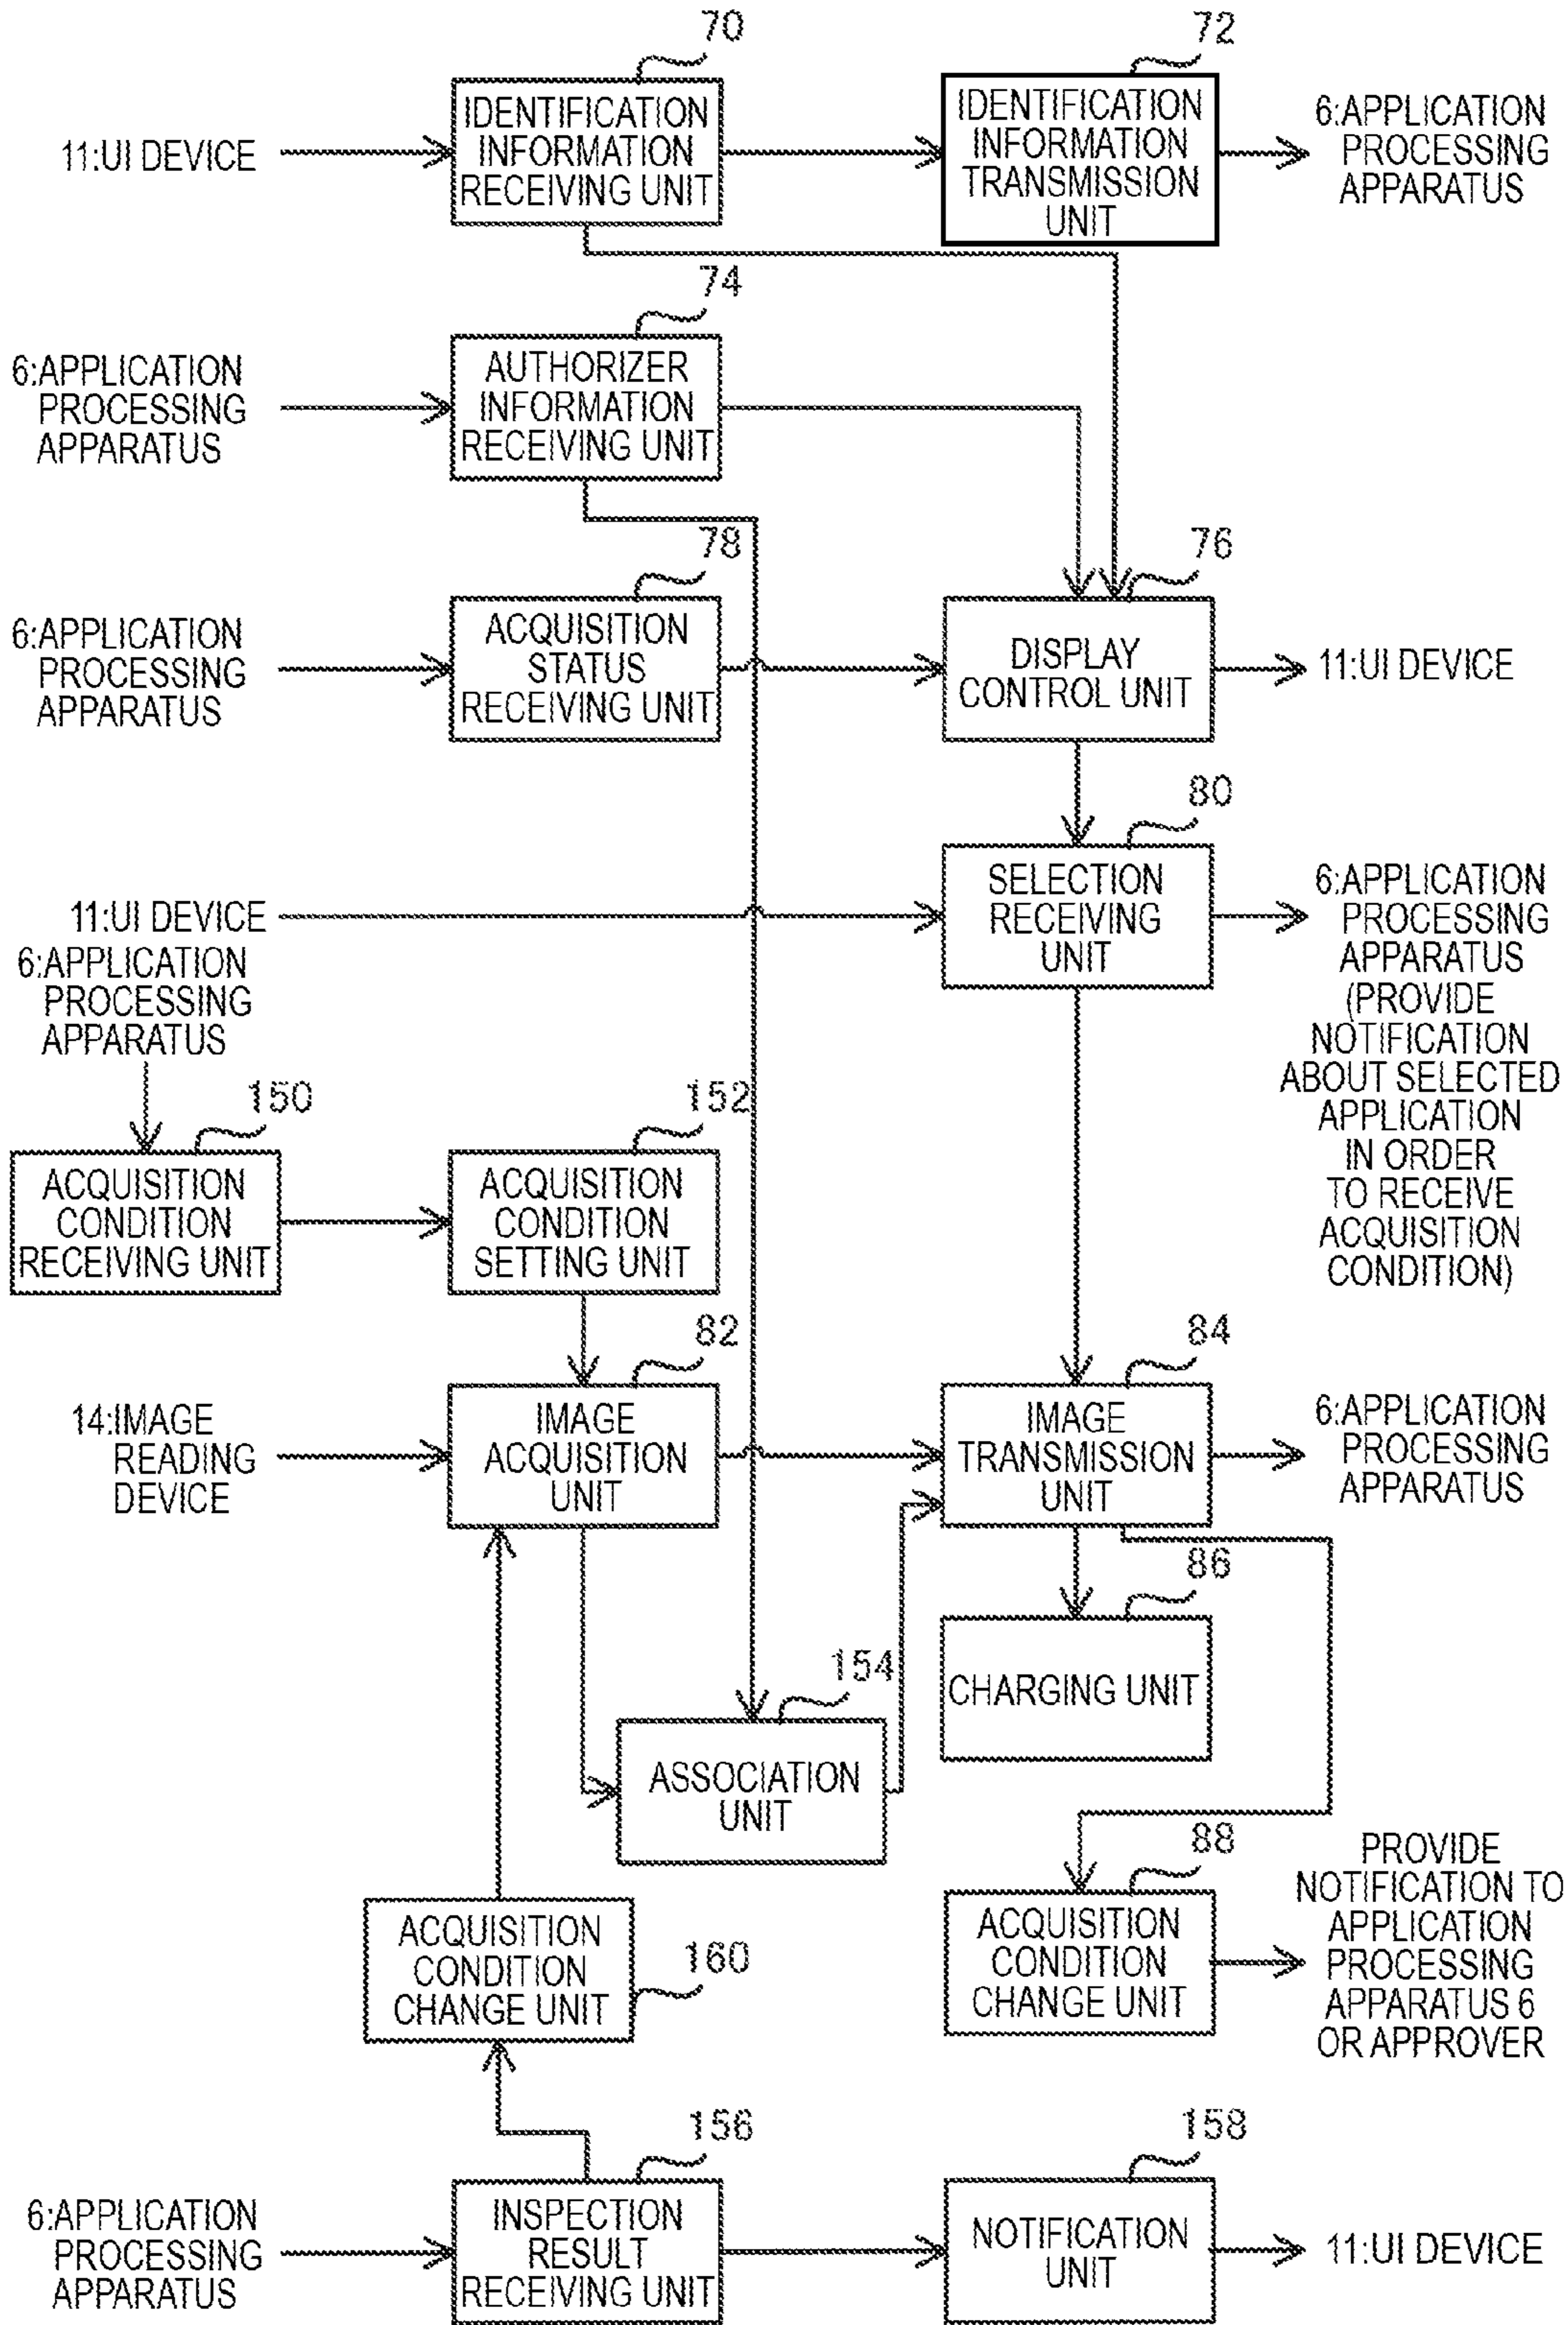 70
72
11:UI DEVICE
IDENTIFICATION
INFORMATION
RECEIVING UNIT
IDENTIFICATION
INFORMATION
TRANSMISSION
UNIT
6:APPLICATION
PROCESSING
APPARATUS
74
6:APPLICATION
PROCESSING
APPARATUS
AUTHORIZER
INFORMATION
RECEIVING UNIT
78
76
6:APPLICATION
PROCESSING
APPARATUS
ACQUISITION
STATUS
RECEIVING UNIT
DISPLAY
CONTROL UNIT
11:UI DEVICE
80
11:UI DEVICE
SELECTION
RECEIVING
UNIT
6:APPLICATION
PROCESSING
APPARATUS
(PROVIDE
NOTIFICATION
ABOUT SELECTED
APPLICATION
IN ORDER
TO RECEIVE
ACQUISITION
CONDITION)
6:APPLICATION
PROCESSING
APPARATUS
150
152
ACQUISITION
CONDITION
RECEIVING UNIT
ACQUISITION
CONDITION
SETTING UNIT
82
84
14:IMAGE
READING
DEVICE
IMAGE
ACQUISITION
UNIT
IMAGE
TRANSMISSION
UNIT
6:APPLICATION
PROCESSING
APPARATUS
86
CHARGING UNIT
154
ASSOCIATION
UNIT
88
ACQUISITION
CONDITION
CHANGE UNIT
160
ACQUISITION
CONDITION
CHANGE UNIT
PROVIDE
NOTIFICATION TO
APPLICATION
PROCESSING
APPARATUS 6
OR APPROVER
156
158
6:APPLICATION
PROCESSING
APPARATUS
INSPECTION
RESULT
RECEIVING UNIT
NOTIFICATION
UNIT
11:UI DEVICE